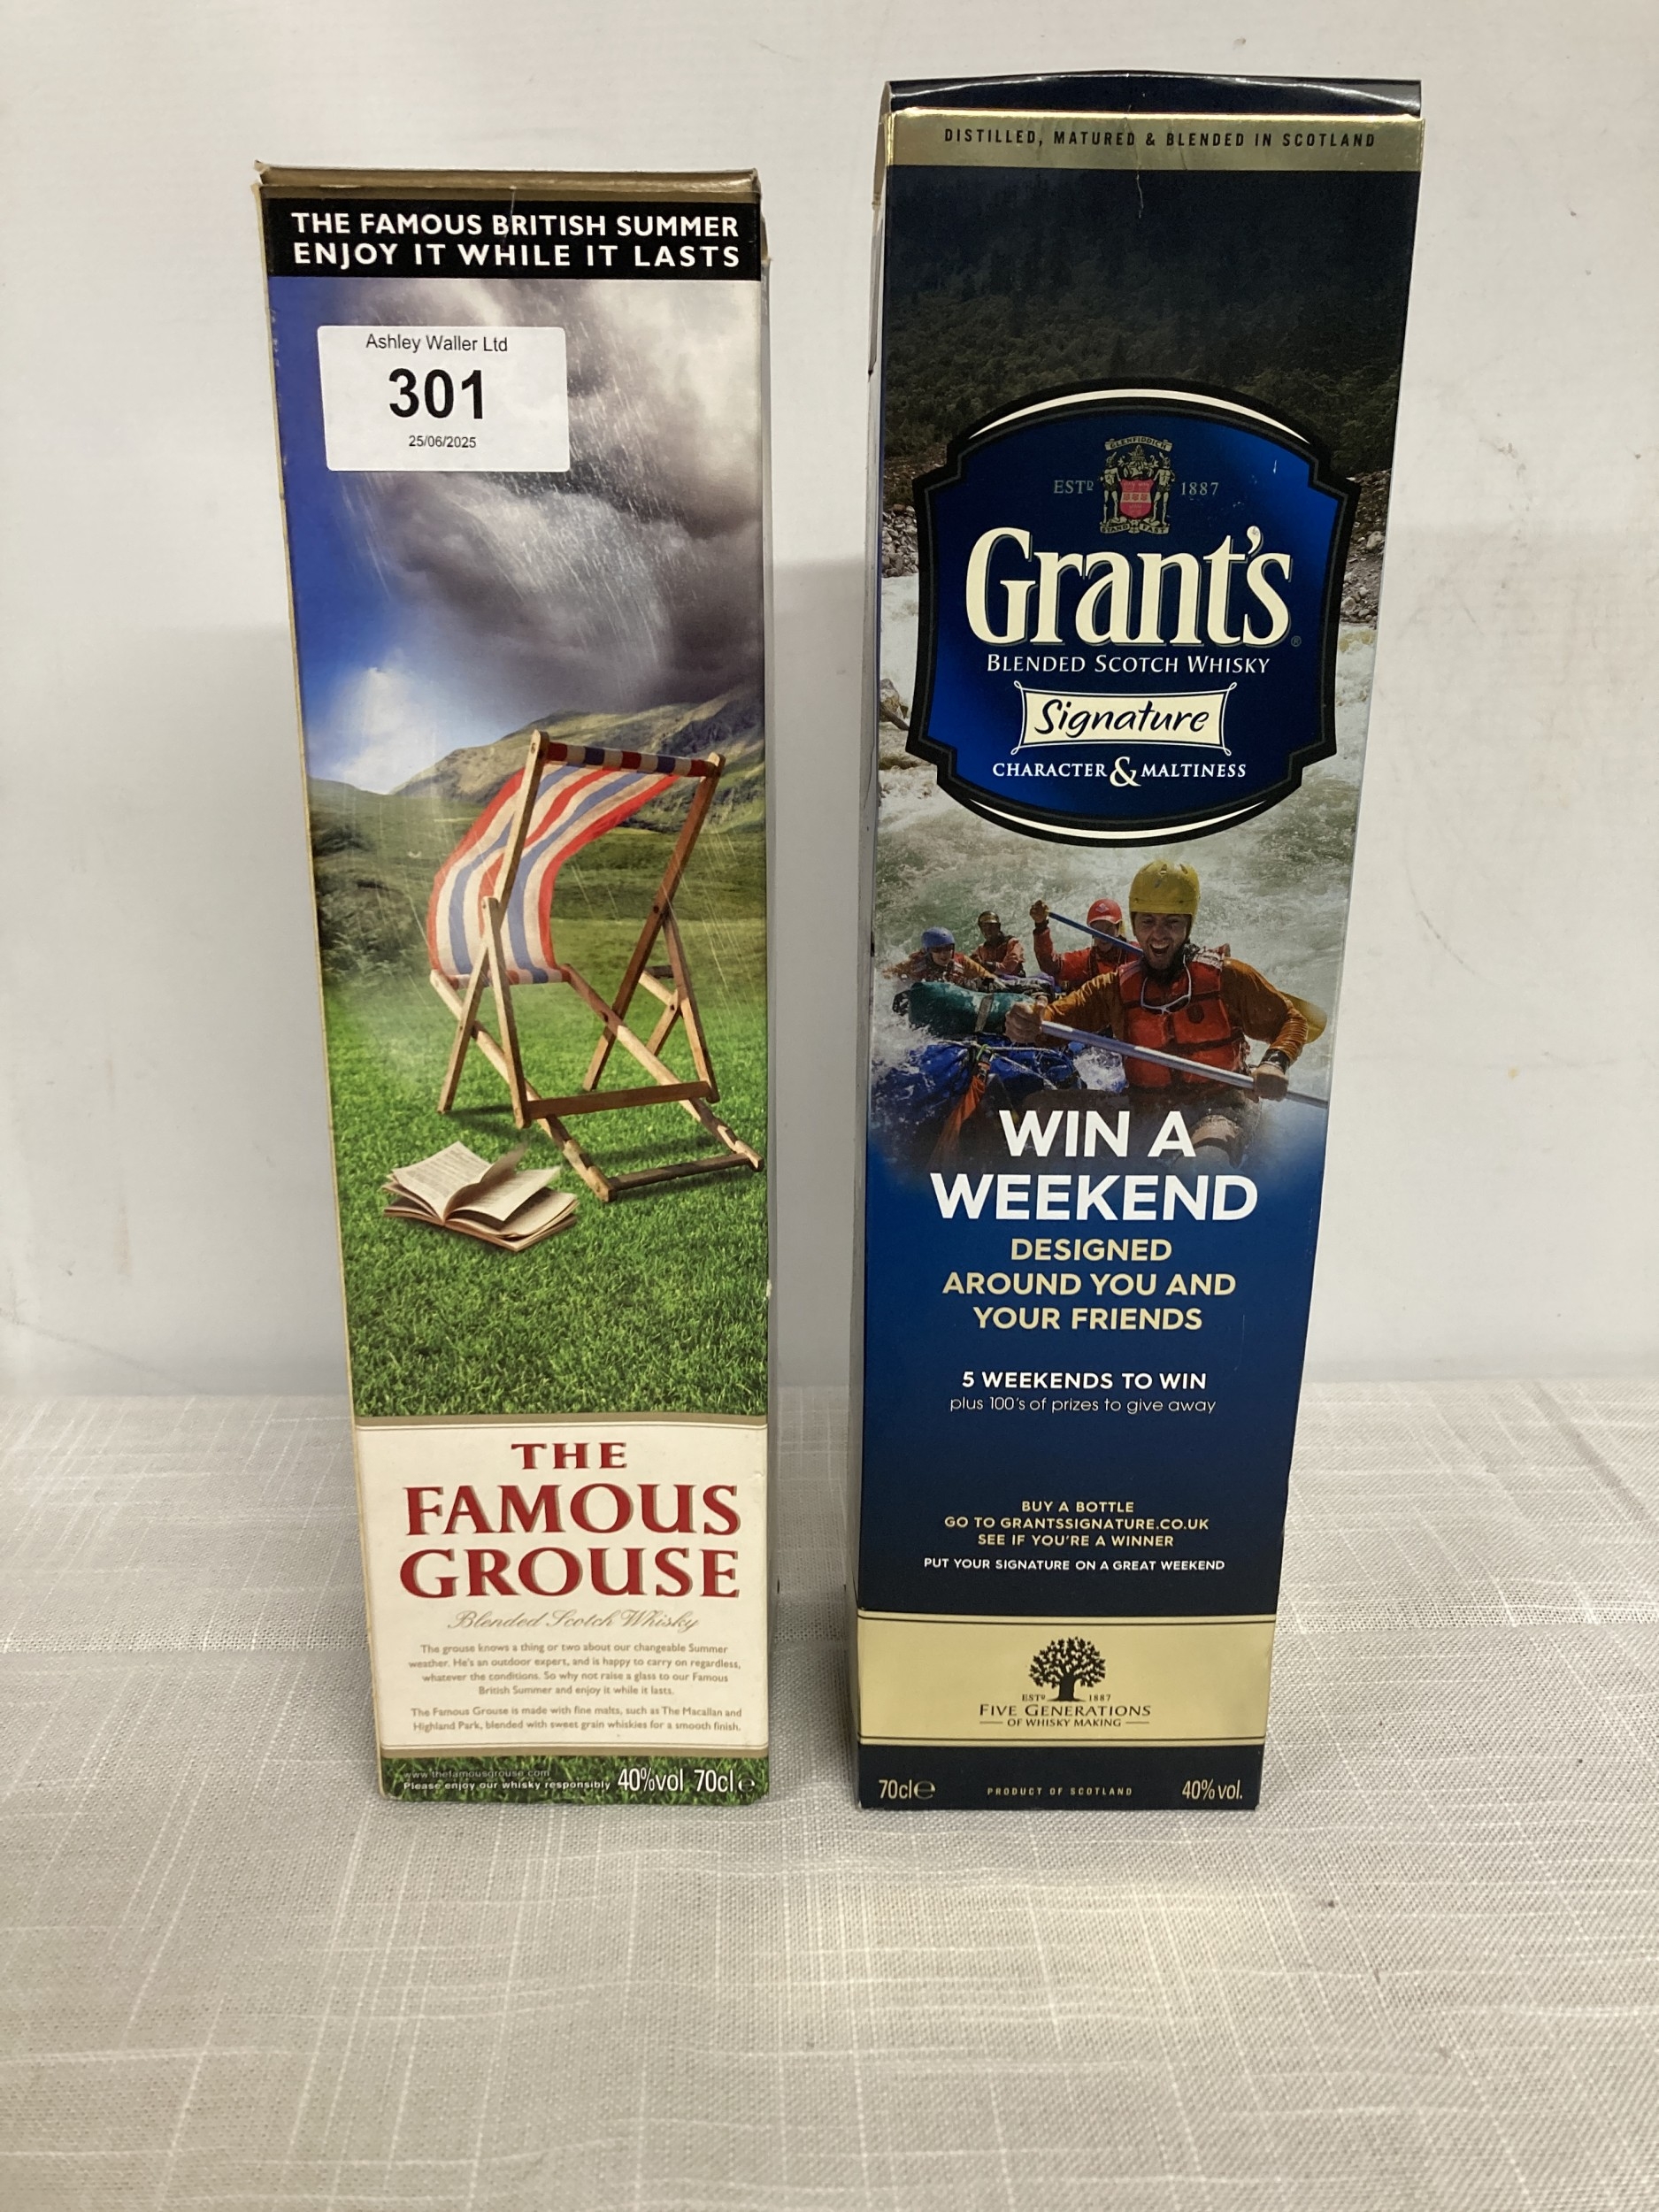 THE FAMOUS BRITISH SUMMER
ENJOY IT WHILE IT LASTS
Ashley Waller Ltd
301
25/06/2025
THE
FAMOUS
GROUSE
Blended Scotch Whisky
The grouse knows a thing or two about our changeable Summer
weather. He's an outdoor expert, and is happy to carry on regardless,
whatever the conditions. So why not raise a glass to our Famous
British Summer and enjoy it while it lasts.
The Famous Grouse is made with fine malts, such as The Macallan and
Highland Park, blended with sweet grain whiskies for a smooth finish.
www.thefamousgrouse.com
Please enjoy our whisky responsibly 40%vol 70cl e
DISTILLED, MATURED & BLENDED IN SCOTLAND
GLENFIDDICH
ESTD 1887
STAND FAST
Grant's®
BLENDED SCOTCH WHISKY
Signature
CHARACTER & MALTINESS
WIN A
WEEKEND
DESIGNED
AROUND YOU AND
YOUR FRIENDS
5 WEEKENDS TO WIN
plus 100's of prizes to give away
BUY A BOTTLE
GO TO GRANTSSIGNATURE.CO.UK
SEE IF YOU'RE A WINNER
PUT YOUR SIGNATURE ON A GREAT WEEKEND
ESTD 1887
FIVE GENERATIONS
OF WHISKY MAKING
70cl e PRODUCT OF SCOTLAND 40% vol.